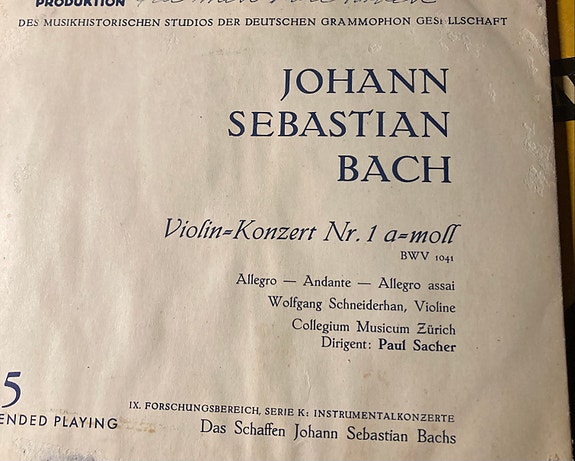 PRODUKTION
DES MUSIKHISTORISCHEN STUDIOS DER DEUTSCHEN GRAMMOPHON GESELLSCHAFT
JOHANN
SEBASTIAN
BACH
Violin=Konzert Nr. 1 a=moll
BWV 1041
Allegro — Andante — Allegro assai
Wolfgang Schneiderhan, Violine
Collegium Musicum Zürich
Dirigent: Paul Sacher
5
ENDED PLAYING
IX. FORSCHUNGSBEREICH, SERIE K: INSTRUMENTALKONZERTE
Das Schaffen Johann Sebastian Bachs